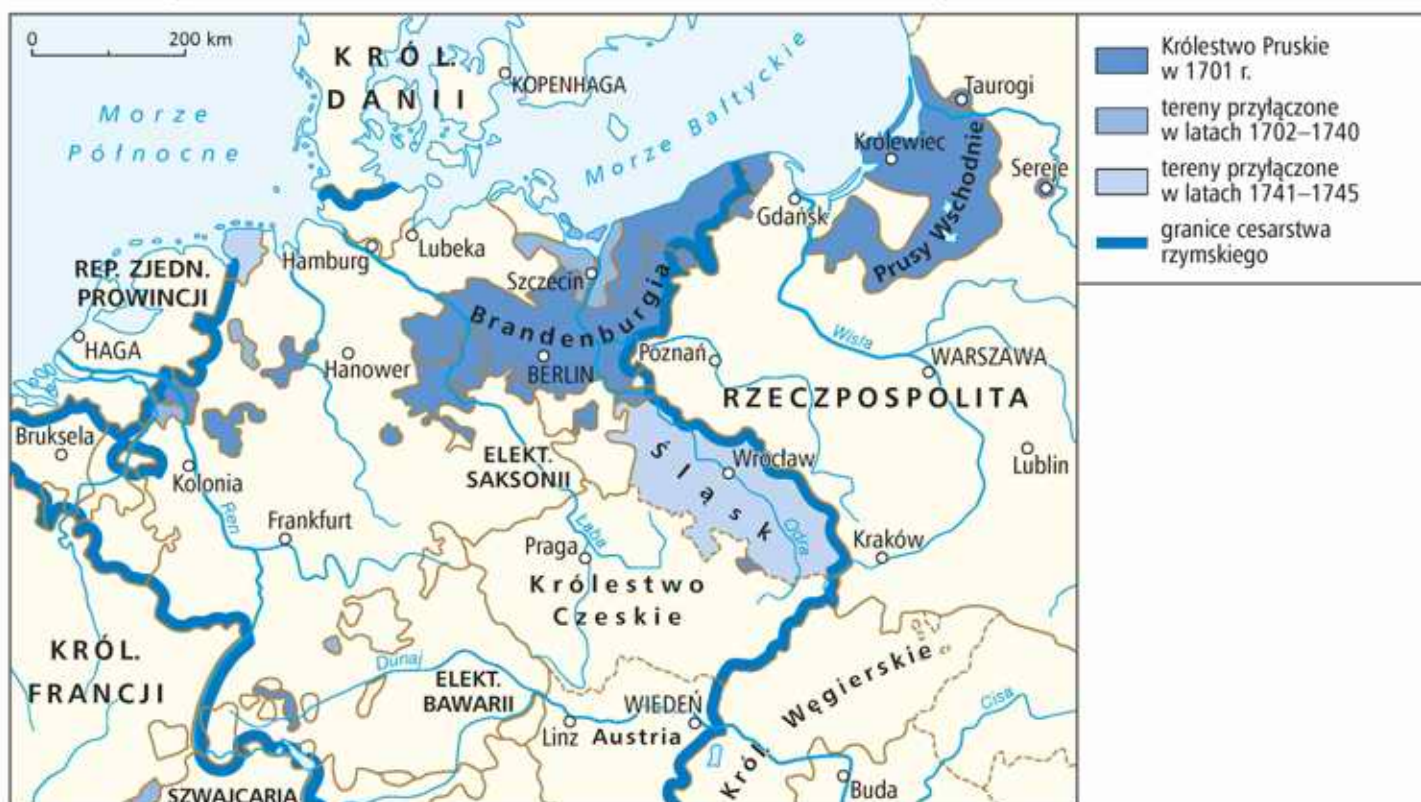 0 200 km
KRÓL.
DANII
KOPENHAGA
Morze
Północne
Morze Bałtyckie
Taurogi
Królewiec
Sereje
Prusy Wschodnie
Gdańsk
Lubeka
Hamburg
Szczecin
REP. ZJEDN.
PROWINCJI
HAGA
Hanower
Brandenburgia
BERLIN
Poznań
Wisła
WARSZAWA
RZECZPOSPOLITA
Bruksela
Kolonia
ELEKT.
SAKSONII
Śląsk
Wrocław
Lublin
Ren
Frankfurt
Łaba
Odra
Praga
Kraków
Królestwo
Czeskie
KRÓL.
FRANCJI
Dunaj
ELEKT.
BAWARII
WIEDEŃ
Linz
Austria
Król. Węgierskie
Cisa
Buda
SZWAJCARIA
Królestwo Pruskie
w 1701 r.
tereny przyłączone
w latach 1702–1740
tereny przyłączone
w latach 1741–1745
granice cesarstwa
rzymskiego